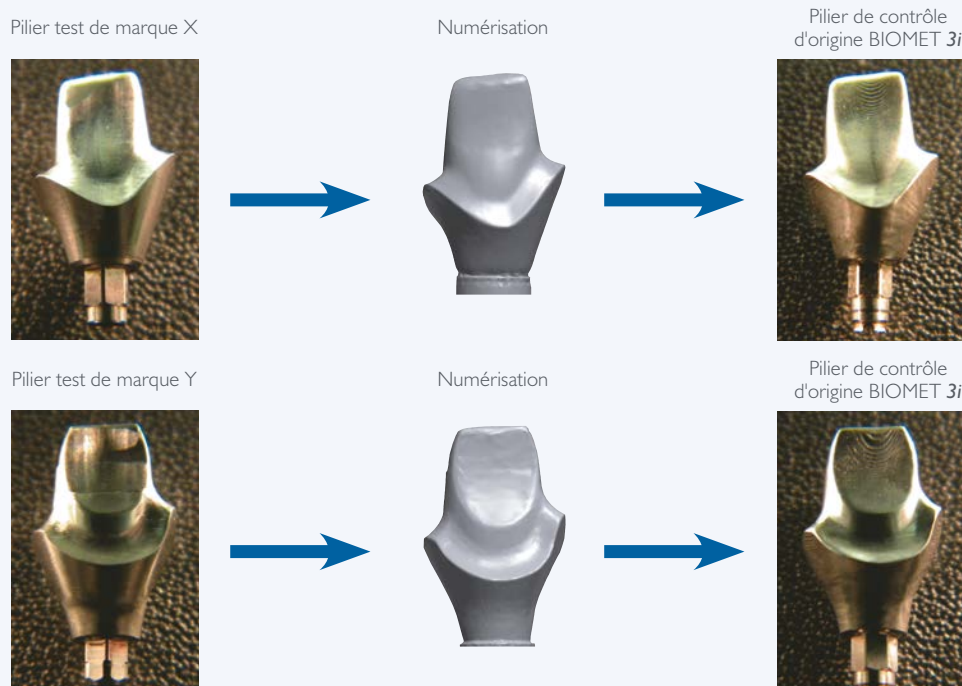 Pilier test de marque X
Numérisation
Pilier de contrôle
d'origine BIOMET 3i
Pilier test de marque Y
Numérisation
Pilier de contrôle
d'origine BIOMET 3i